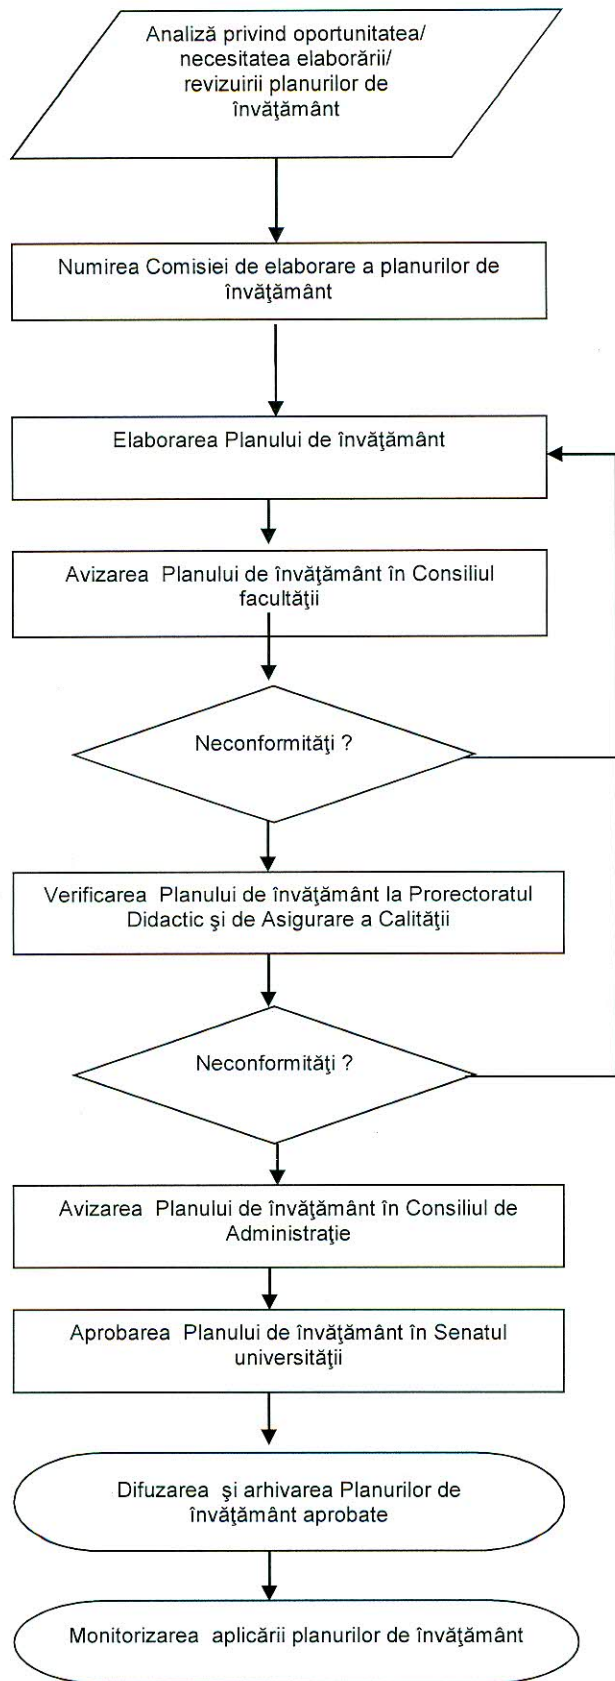 Analiză privind oportunitatea/
necesitatea elaborării/
revizuirii planurilor de
învăţământ
Numirea Comisiei de elaborare a planurilor de
învăţământ
Elaborarea Planului de învăţământ
Avizarea Planului de învăţământ în Consiliul
facultăţii
Neconformităţi ?
Verificarea Planului de învăţământ la Prorectoratul
Didactic şi de Asigurare a Calităţii
Neconformităţi ?
Avizarea Planului de învăţământ în Consiliul de
Administraţie
Aprobarea Planului de învăţământ în Senatul
universităţii
Difuzarea şi arhivarea Planurilor de
învăţământ aprobate
Monitorizarea aplicării planurilor de învăţământ